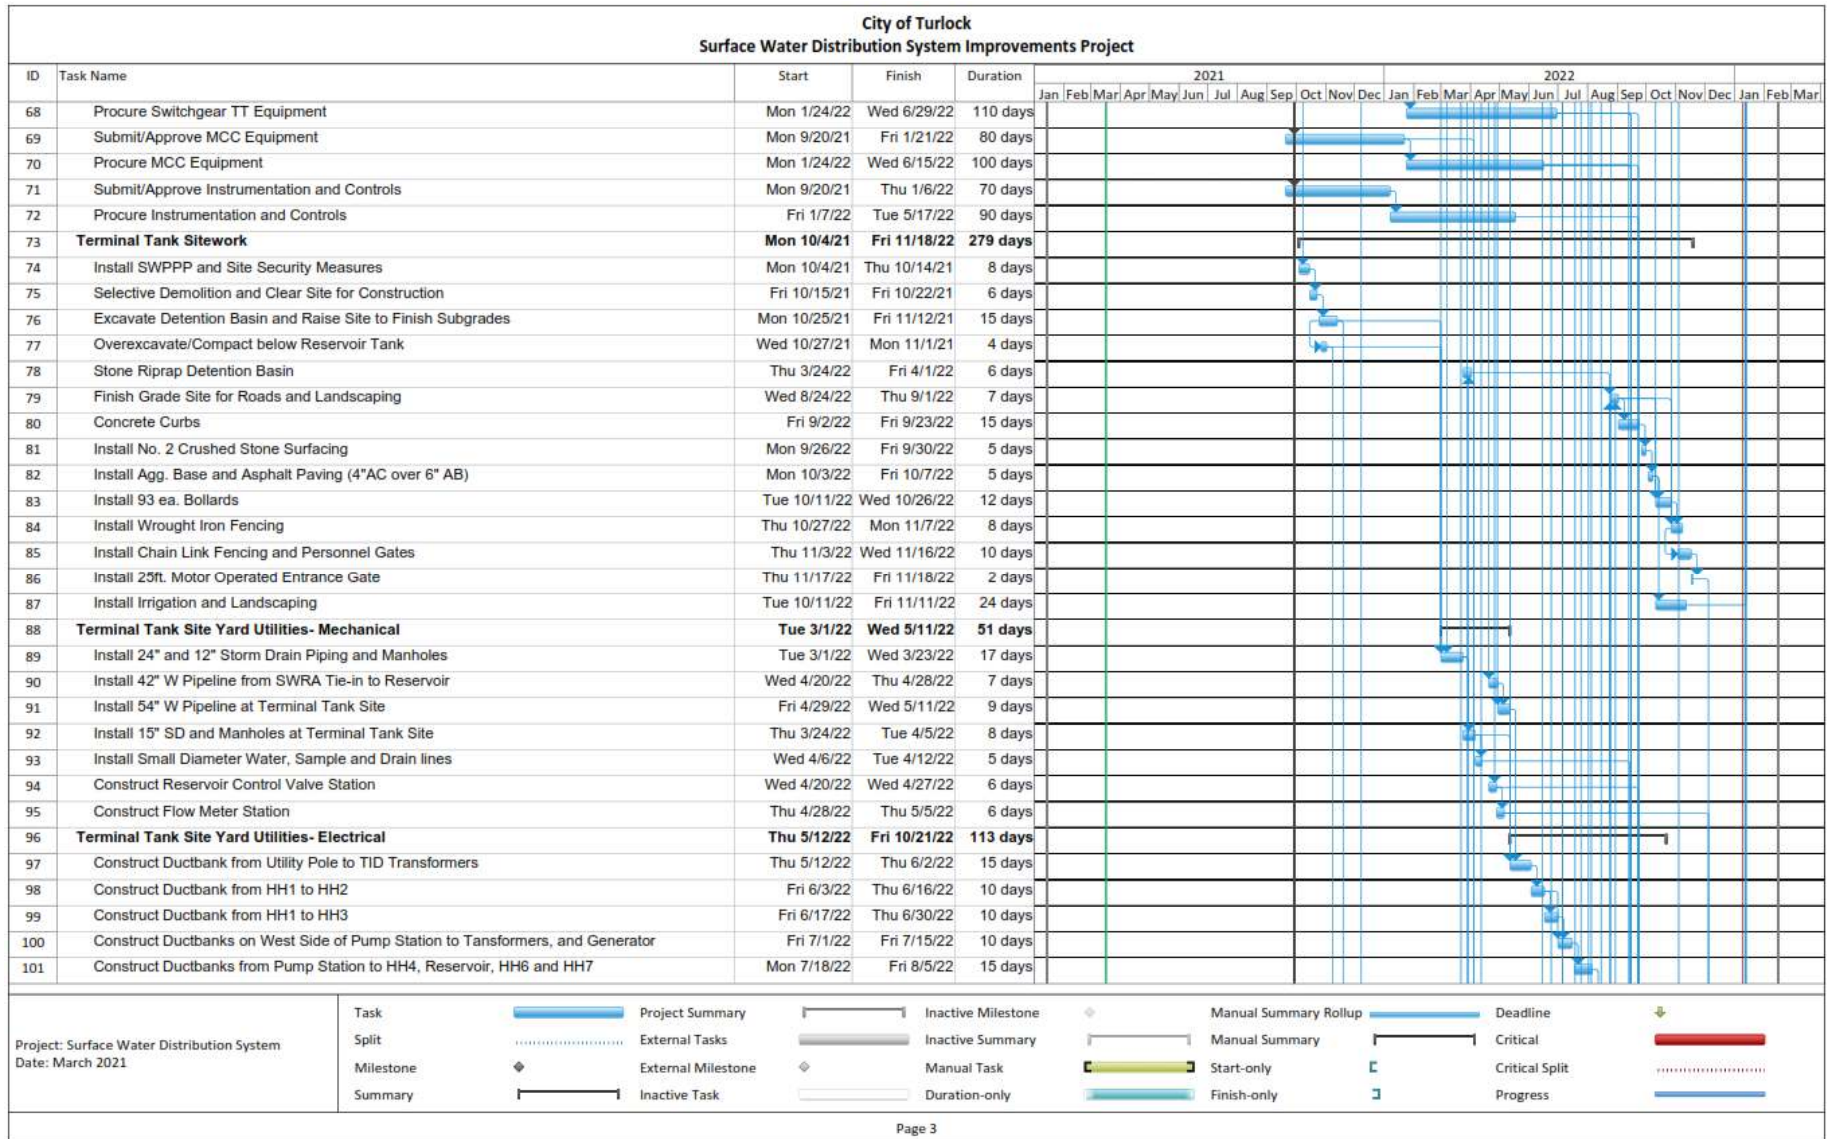 City of Turlock
Surface Water Distribution System Improvements Project
ID Task Name Start Finish Duration 2021 2022
Jan Feb Mar Apr May Jun Jul Aug Sep Oct Nov Dec Jan Feb Mar Apr May Jun Jul Aug Sep Oct Nov Dec Jan Feb Mar
68 Procure Switchgear TT Equipment Mon 1/24/22 Wed 6/29/22 110 days
69 Submit/Approve MCC Equipment Mon 9/20/21 Fri 1/21/22 80 days
70 Procure MCC Equipment Mon 1/24/22 Wed 6/15/22 100 days
71 Submit/Approve Instrumentation and Controls Mon 9/20/21 Thu 1/6/22 70 days
72 Procure Instrumentation and Controls Fri 1/7/22 Tue 5/17/22 90 days
73 Terminal Tank Sitework Mon 10/4/21 Fri 11/18/22 279 days
74 Install SWPPP and Site Security Measures Mon 10/4/21 Thu 10/14/21 8 days
75 Selective Demolition and Clear Site for Construction Fri 10/15/21 Fri 10/22/21 6 days
76 Excavate Detention Basin and Raise Site to Finish Subgrades Mon 10/25/21 Fri 11/12/21 15 days
77 Overexcavate/Compact below Reservoir Tank Wed 10/27/21 Mon 11/1/21 4 days
78 Stone Riprap Detention Basin Thu 3/24/22 Fri 4/1/22 6 days
79 Finish Grade Site for Roads and Landscaping Wed 8/24/22 Thu 9/1/22 7 days
80 Concrete Curbs Fri 9/2/22 Fri 9/23/22 15 days
81 Install No. 2 Crushed Stone Surfacing Mon 9/26/22 Fri 9/30/22 5 days
82 Install Agg. Base and Asphalt Paving (4"AC over 6" AB) Mon 10/3/22 Fri 10/7/22 5 days
83 Install 93 ea. Bollards Tue 10/11/22 Wed 10/26/22 12 days
84 Install Wrought Iron Fencing Thu 10/27/22 Mon 11/7/22 8 days
85 Install Chain Link Fencing and Personnel Gates Thu 11/3/22 Wed 11/16/22 10 days
86 Install 25ft. Motor Operated Entrance Gate Thu 11/17/22 Fri 11/18/22 2 days
87 Install Irrigation and Landscaping Tue 10/11/22 Fri 11/11/22 24 days
88 Terminal Tank Site Yard Utilities- Mechanical Tue 3/1/22 Wed 5/11/22 51 days
89 Install 24" and 12" Storm Drain Piping and Manholes Tue 3/1/22 Wed 3/23/22 17 days
90 Install 42" W Pipeline from SWRA Tie-in to Reservoir Wed 4/20/22 Thu 4/28/22 7 days
91 Install 54" W Pipeline at Terminal Tank Site Fri 4/29/22 Wed 5/11/22 9 days
92 Install 15" SD and Manholes at Terminal Tank Site Thu 3/24/22 Tue 4/5/22 8 days
93 Install Small Diameter Water, Sample and Drain lines Wed 4/6/22 Tue 4/12/22 5 days
94 Construct Reservoir Control Valve Station Wed 4/20/22 Wed 4/27/22 6 days
95 Construct Flow Meter Station Thu 4/28/22 Thu 5/5/22 6 days
96 Terminal Tank Site Yard Utilities- Electrical Thu 5/12/22 Fri 10/21/22 113 days
97 Construct Ductbank from Utility Pole to TID Transformers Thu 5/12/22 Thu 6/2/22 15 days
98 Construct Ductbank from HH1 to HH2 Fri 6/3/22 Thu 6/16/22 10 days
99 Construct Ductbank from HH1 to HH3 Fri 6/17/22 Thu 6/30/22 10 days
100 Construct Ductbanks on West Side of Pump Station to Tansformers, and Generator Fri 7/1/22 Fri 7/15/22 10 days
101 Construct Ductbanks from Pump Station to HH4, Reservoir, HH6 and HH7 Mon 7/18/22 Fri 8/5/22 15 days
Project: Surface Water Distribution System
Date: March 2021
Task Project Summary Inactive Milestone Manual Summary Rollup Deadline
Split External Tasks Inactive Summary Manual Summary Critical
Milestone External Milestone Manual Task Start-only Critical Split
Summary Inactive Task Duration-only Finish-only Progress
Page 3